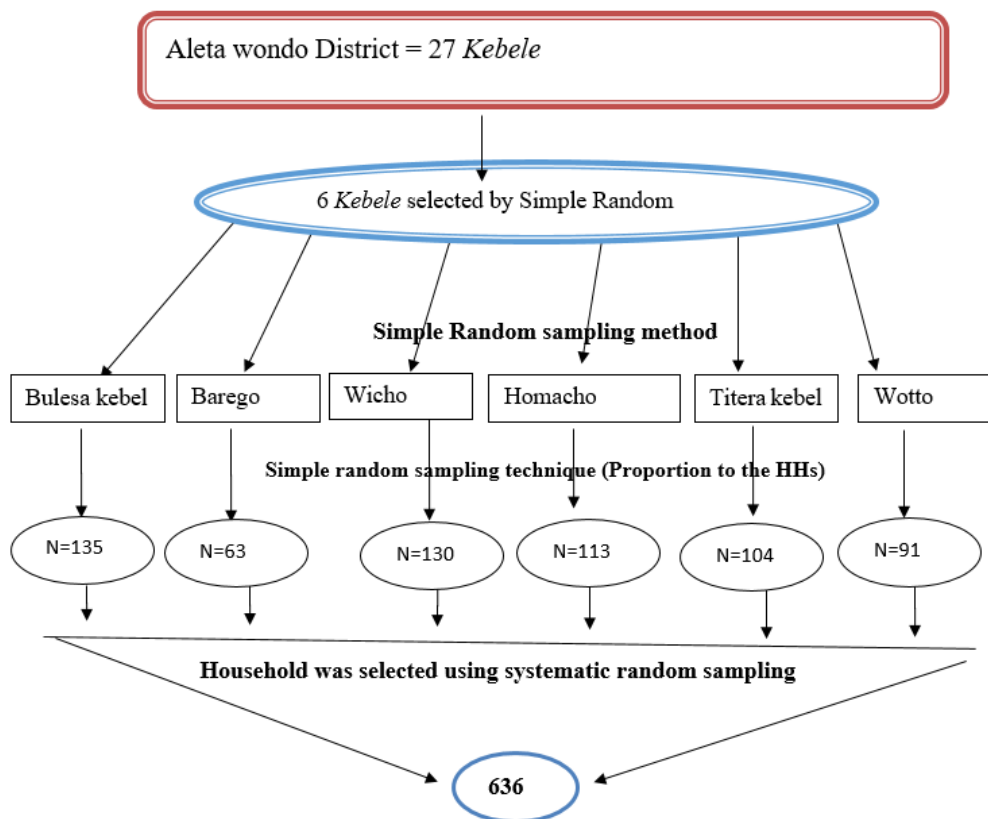 Aleta wondo District = 27 Kebele
6 Kebele selected by Simple Random
Simple Random sampling method
Bulesa kebel
Barego
Wicho
Homacho
Titera kebel
Wotto
Simple random sampling technique (Proportion to the HHs)
N=135
N=63
N=130
N=113
N=104
N=91
Household was selected using systematic random sampling
636